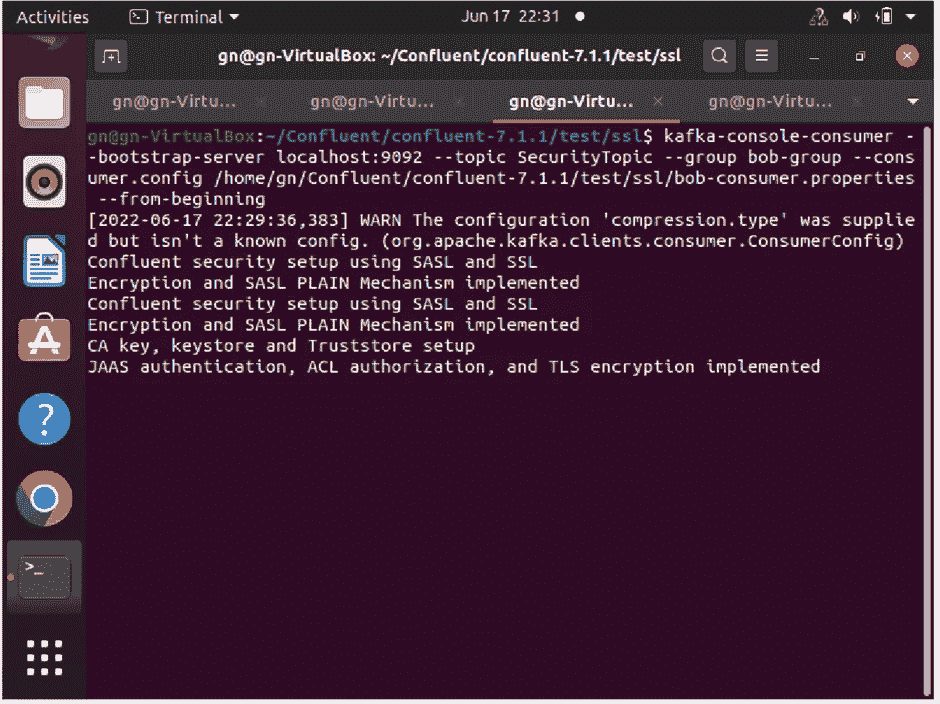 Activities Terminal Jun 17 22:31
gn@gn-VirtualBox: ~/Confluent/confluent-7.1.1/test/ssl
gn@gn-Virtu... gn@gn-Virtu... gn@gn-Virtu... gn@gn-Virtu...
gn@gn-VirtualBox:~/Confluent/confluent-7.1.1/test/ssl$ kafka-console-consumer -
-bootstrap-server localhost:9092 --topic SecurityTopic --group bob-group --cons
umer.config /home/gn/Confluent/confluent-7.1.1/test/ssl/bob-consumer.properties
 --from-beginning
[2022-06-17 22:29:36,383] WARN The configuration 'compression.type' was supplie
d but isn't a known config. (org.apache.kafka.clients.consumer.ConsumerConfig)
Confluent security setup using SASL and SSL
Encryption and SASL PLAIN Mechanism implemented
Confluent security setup using SASL and SSL
Encryption and SASL PLAIN Mechanism implemented
CA key, keystore and Truststore setup
JAAS authentication, ACL authorization, and TLS encryption implemented